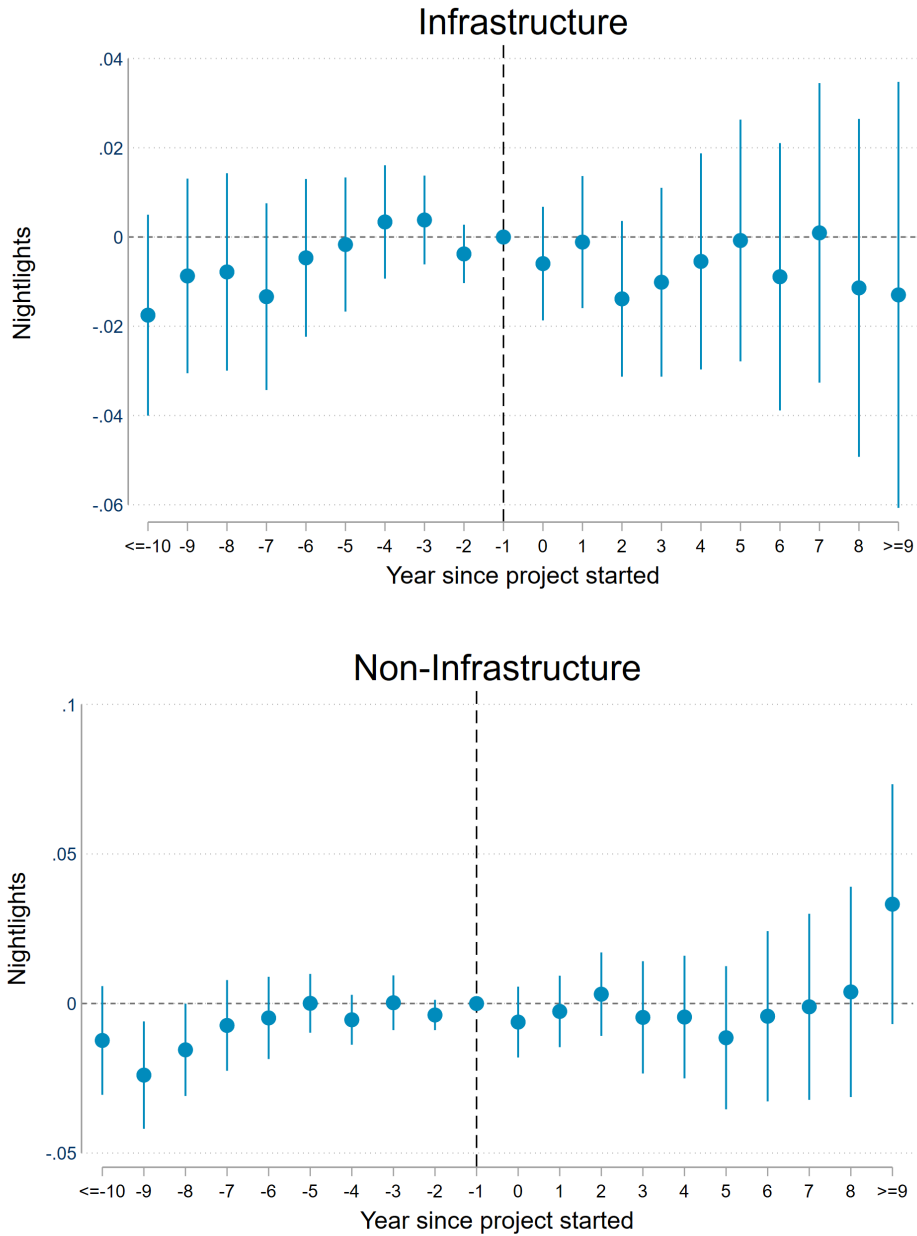 Infrastructure
.04
.02
0
-.02
-.04
-.06
Nightlights
<=-10 -9 -8 -7 -6 -5 -4 -3 -2 -1 0 1 2 3 4 5 6 7 8 >=9
Year since project started
Non-Infrastructure
.1
.05
0
-.05
Nightlights
<=-10 -9 -8 -7 -6 -5 -4 -3 -2 -1 0 1 2 3 4 5 6 7 8 >=9
Year since project started